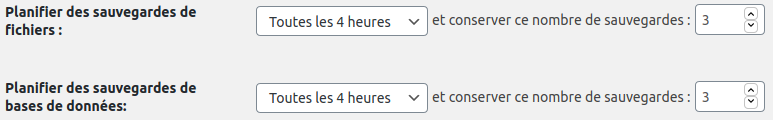 Planifier des sauvegardes de
fichiers :
Toutes les 4 heures et conserver ce nombre de sauvegardes : 3
Planifier des sauvegardes de
bases de données:
Toutes les 4 heures et conserver ce nombre de sauvegardes : 3